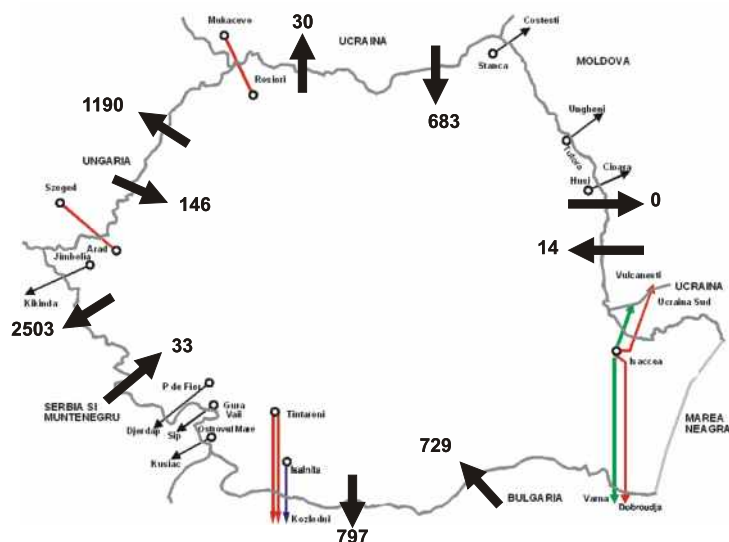 Mukacevo
30
UCRAINA
Costesti
Stanca
MOLDOVA
Rosiori
1190
683
Ungheni
Tutora
UNGARIA
Szeged
146
Husi
Cioara
0
Arad
Jimbolia
14
Vulcanesti
UCRAINA
Ucraina Sud
Kikinda
2503
33
Isaccea
P de Fier
SERBIA SI
MUNTENEGRU
Gura
Vaii
Tintareni
MAREA
NEAGRA
Djerdap
Sip
Ostrovul Mare
729
Kusiac
Isalnita
BULGARIA
Varna
Dobroudja
Kozlodui
797